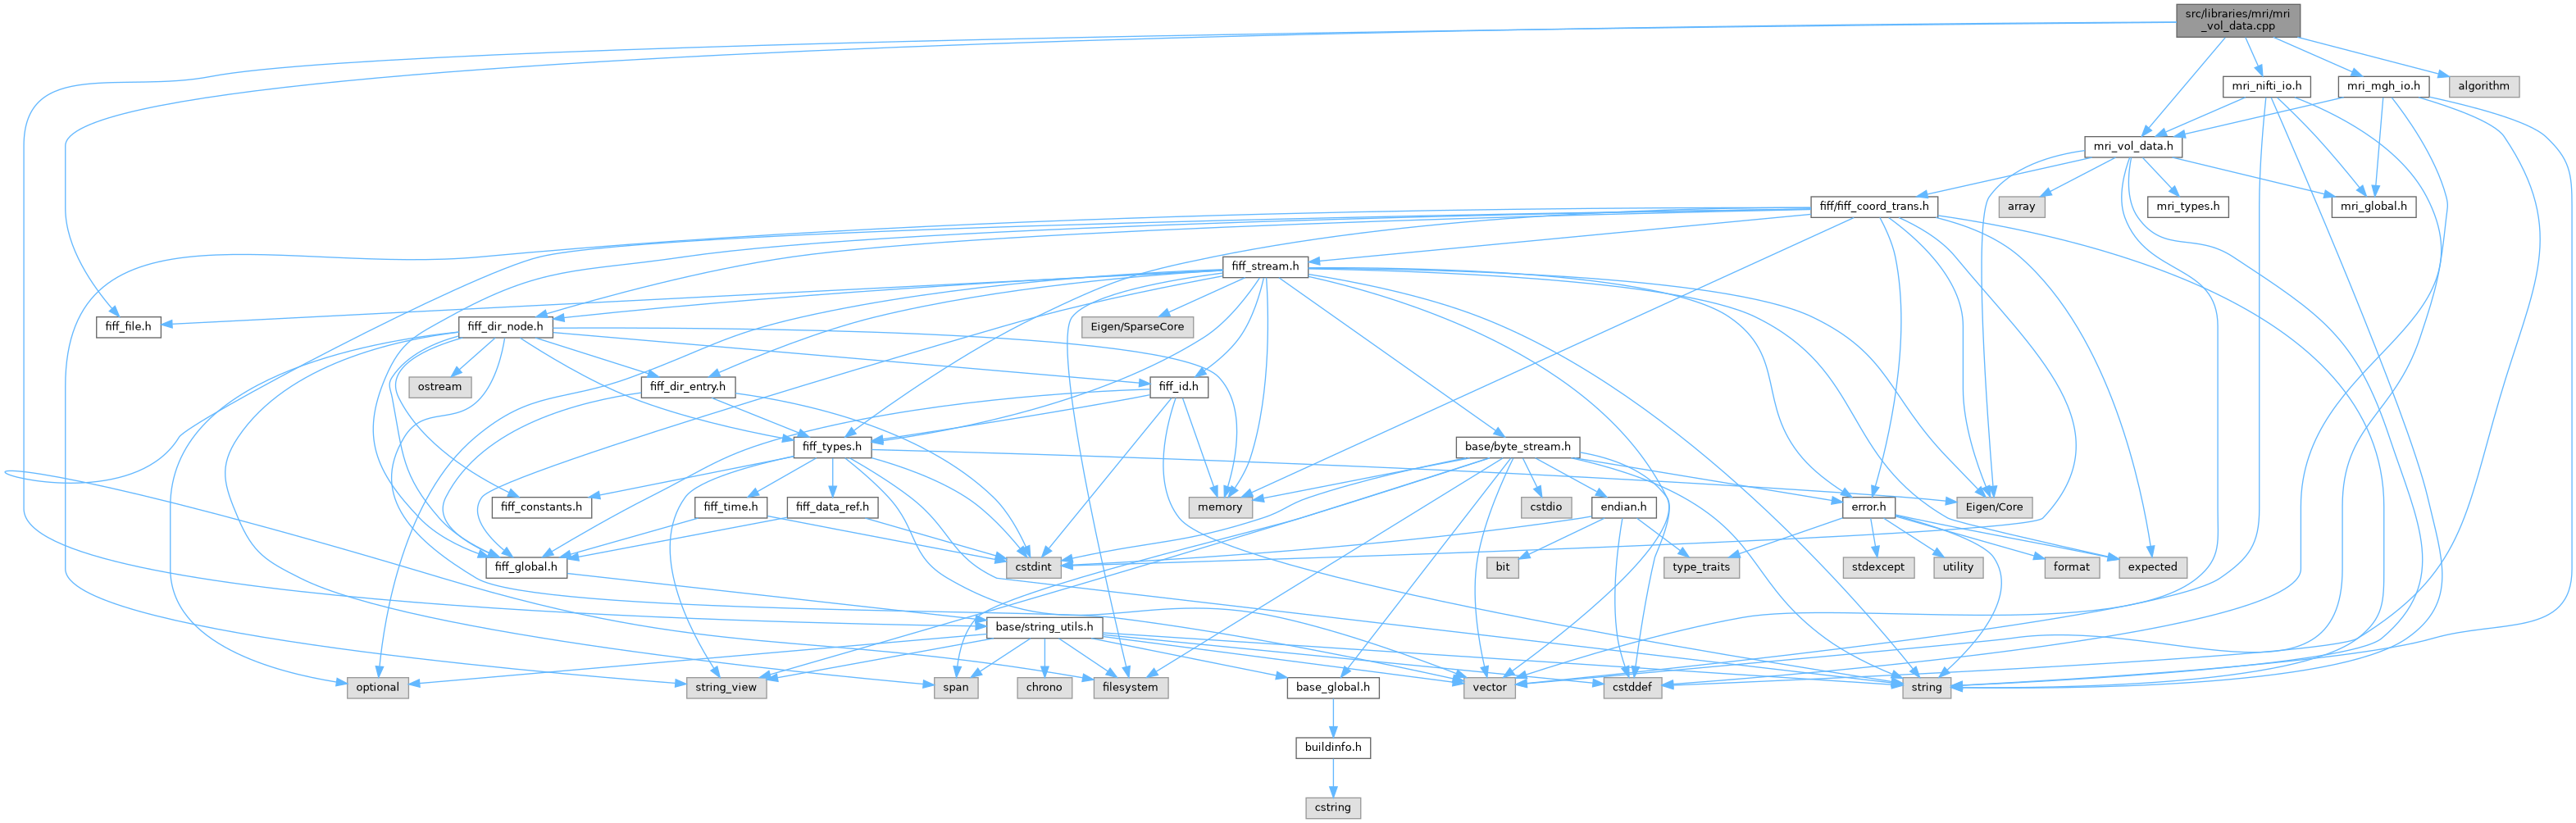 src/libraries/mri/mri
_vol_data.cpp
mri_nifti_io.h
mri_mgh_io.h
algorithm
mri_vol_data.h
fiff/fiff_coord_trans.h
array
mri_types.h
mri_global.h
fiff_stream.h
fiff_file.h
fiff_dir_node.h
Eigen/SparseCore
ostream
fiff_dir_entry.h
fiff_id.h
fiff_types.h
base/byte_stream.h
fiff_constants.h
fiff_time.h
fiff_data_ref.h
memory
cstdio
endian.h
error.h
Eigen/Core
fiff_global.h
cstdint
bit
type_traits
stdexcept
utility
format
expected
base/string_utils.h
optional
string_view
span
chrono
filesystem
base_global.h
vector
cstddef
string
buildinfo.h
cstring